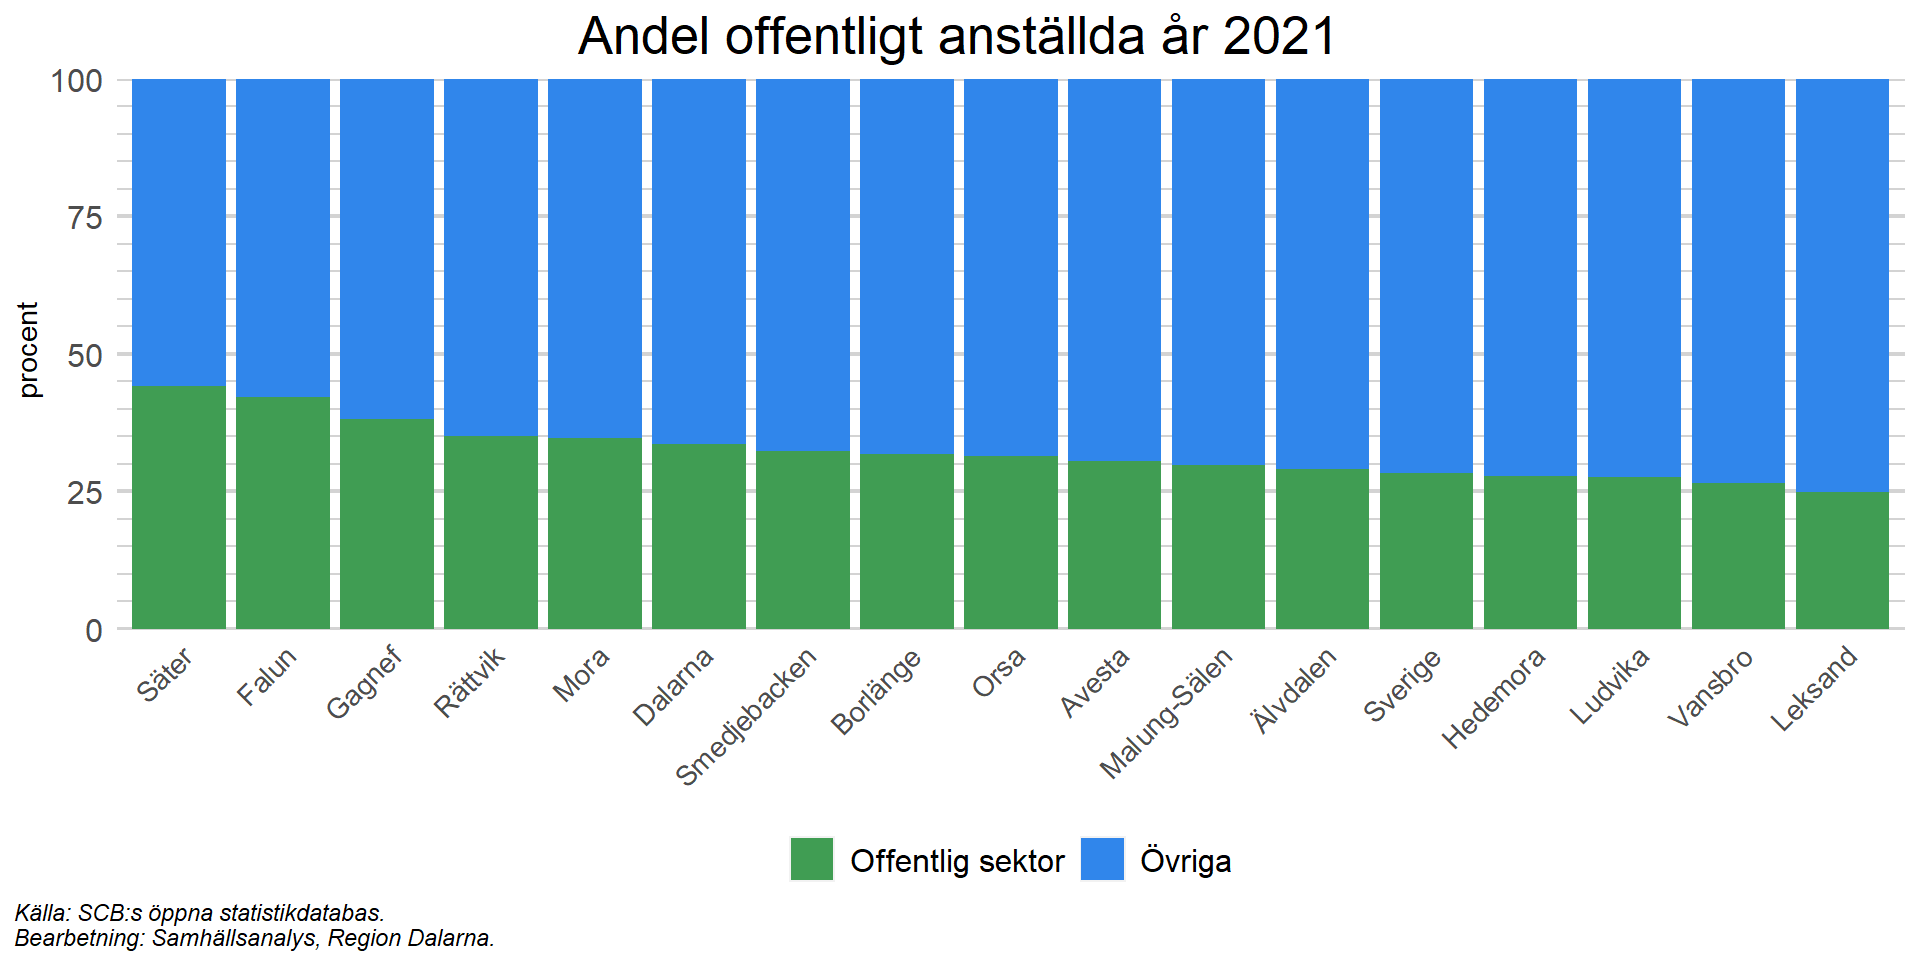 Andel offentligt anställda år 2021
procent
100
75
50
25
0
Säter
Falun
Gagnef
Rättvik
Mora
Dalarna
Smedjebacken
Borlänge
Orsa
Avesta
Malung-Sälen
Älvdalen
Sverige
Hedemora
Ludvika
Vansbro
Leksand
Offentlig sektor
Övriga
Källa: SCB:s öppna statistikdatabas.
Bearbetning: Samhällsanalys, Region Dalarna.